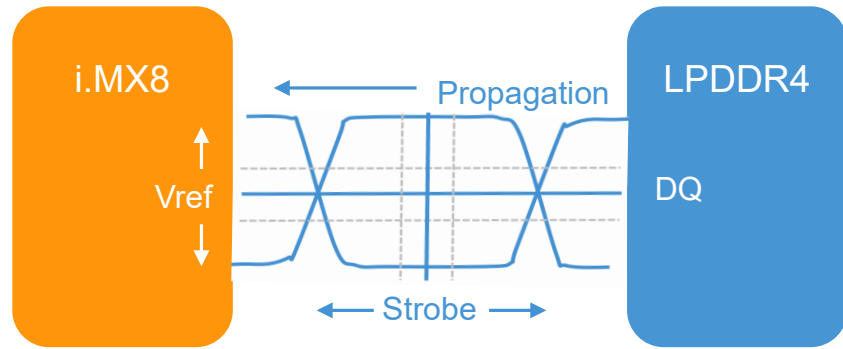 i.MX8
LPDDR4
Propagation
Vref
DQ
Strobe